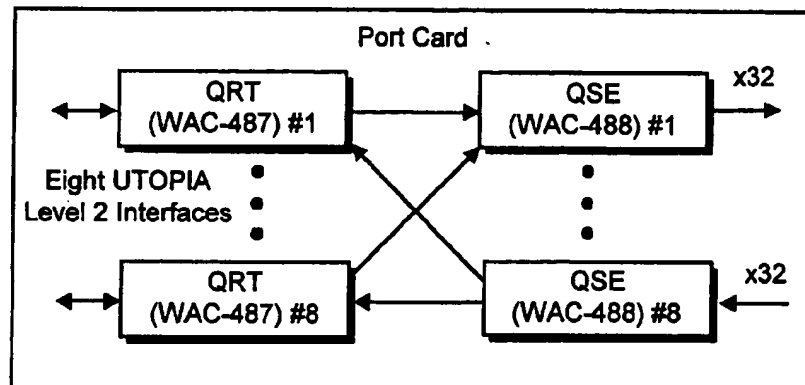 Port Card
QRT
(WAC-487) #1
QSE
(WAC-488) #1
x32
Eight UTOPIA
Level 2 Interfaces
QRT
(WAC-487) #8
QSE
(WAC-488) #8
x32